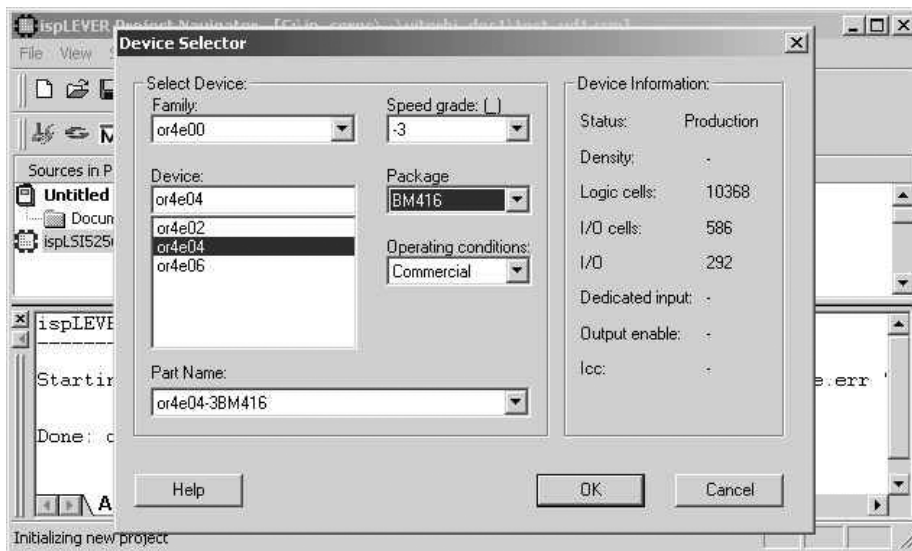 ispLEVER Project Navigator
File View
Device Selector
Select Device:
Family:
or4e00
Speed grade: (_)
-3
Device:
or4e04
or4e02
or4e04
or4e06
Package
BM416
Operating conditions:
Commercial
Part Name:
or4e04-3BM416
Device Information:
Status: Production
Density: -
Logic cells: 10368
I/O cells: 586
I/O 292
Dedicated input: -
Output enable: -
Icc: -
Help
OK
Cancel
Sources in P
Untitled
Docum
ispLSI525
ispLEVE
Startin
e.err '
Done: c
A
Initializing new project